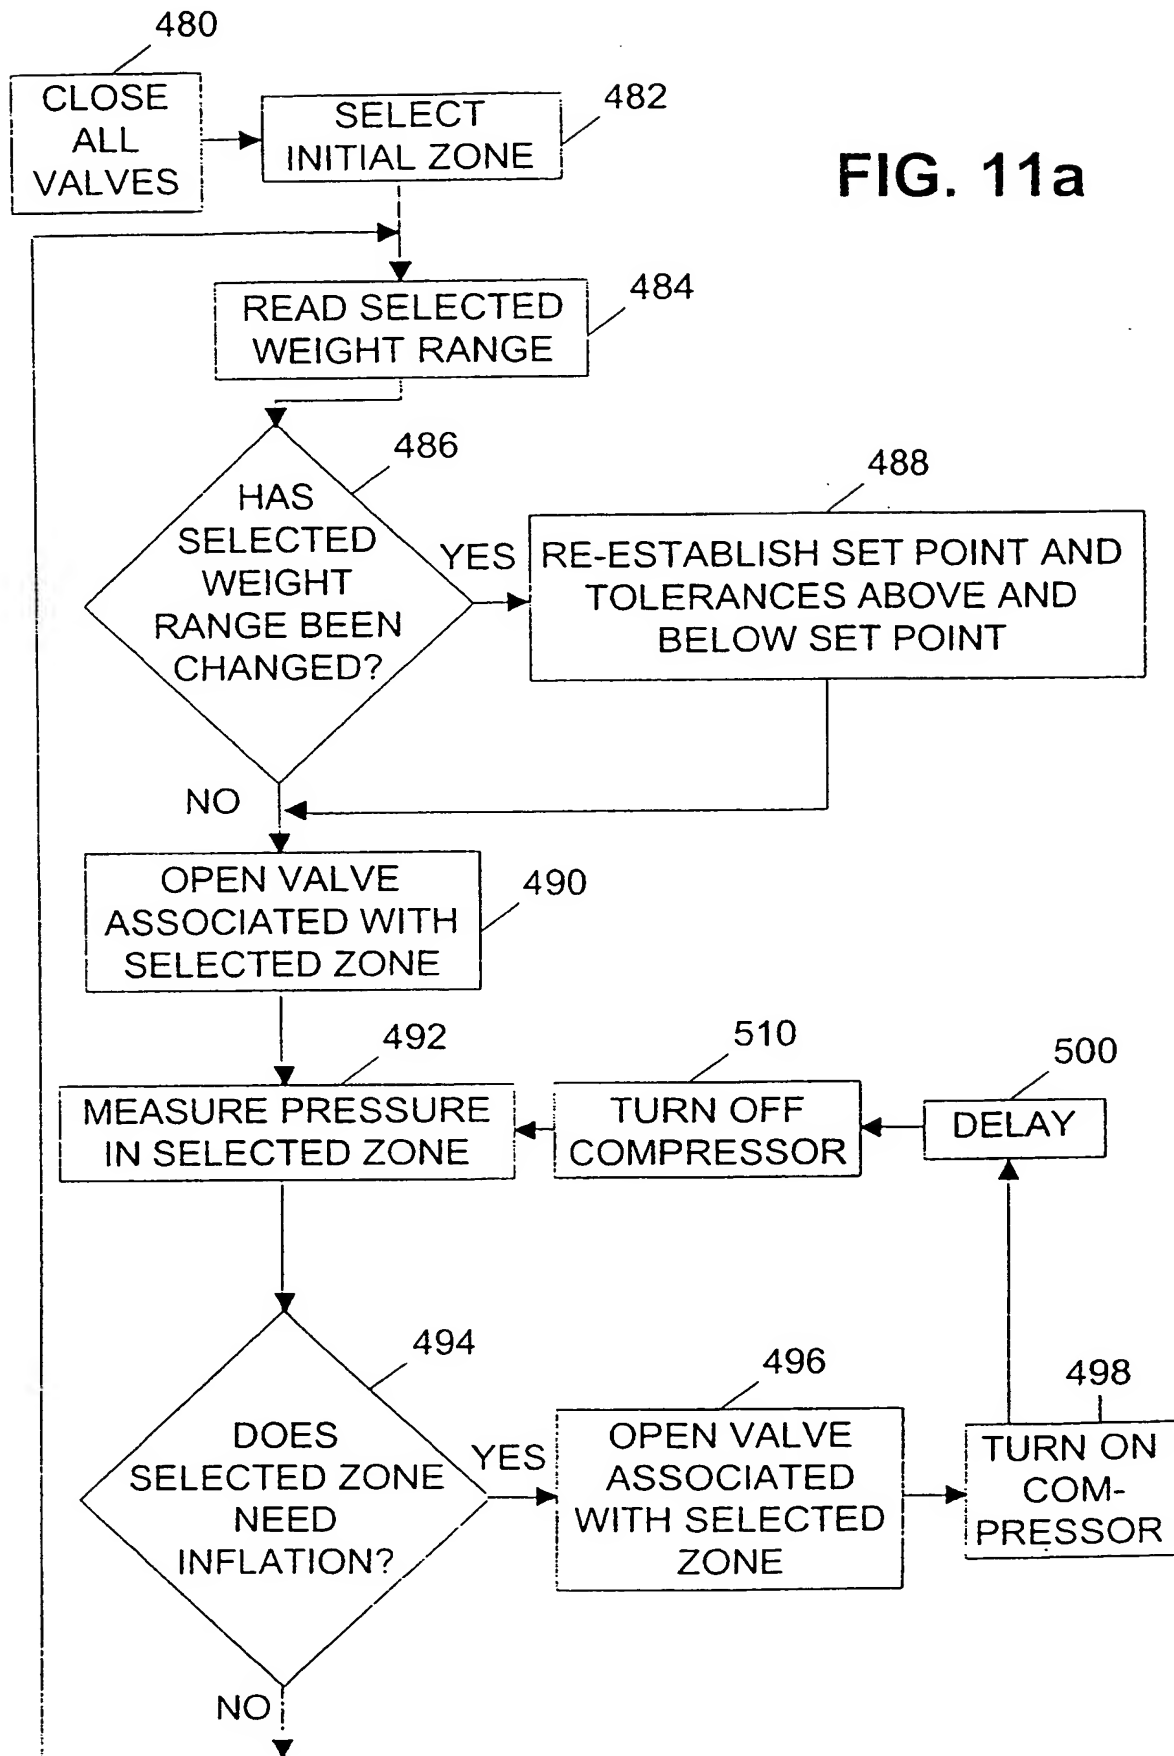 480
CLOSE
ALL
VALVES
482
SELECT
INITIAL ZONE
FIG. 11a
484
READ SELECTED
WEIGHT RANGE
486
HAS
SELECTED
WEIGHT
RANGE BEEN
CHANGED?
YES
488
RE-ESTABLISH SET POINT AND
TOLERANCES ABOVE AND
BELOW SET POINT
NO
490
OPEN VALVE
ASSOCIATED WITH
SELECTED ZONE
492
MEASURE PRESSURE
IN SELECTED ZONE
510
TURN OFF
COMPRESSOR
500
DELAY
494
DOES
SELECTED ZONE
NEED
INFLATION?
YES
496
OPEN VALVE
ASSOCIATED
WITH SELECTED
ZONE
498
TURN ON
COM-
PRESSOR
NO